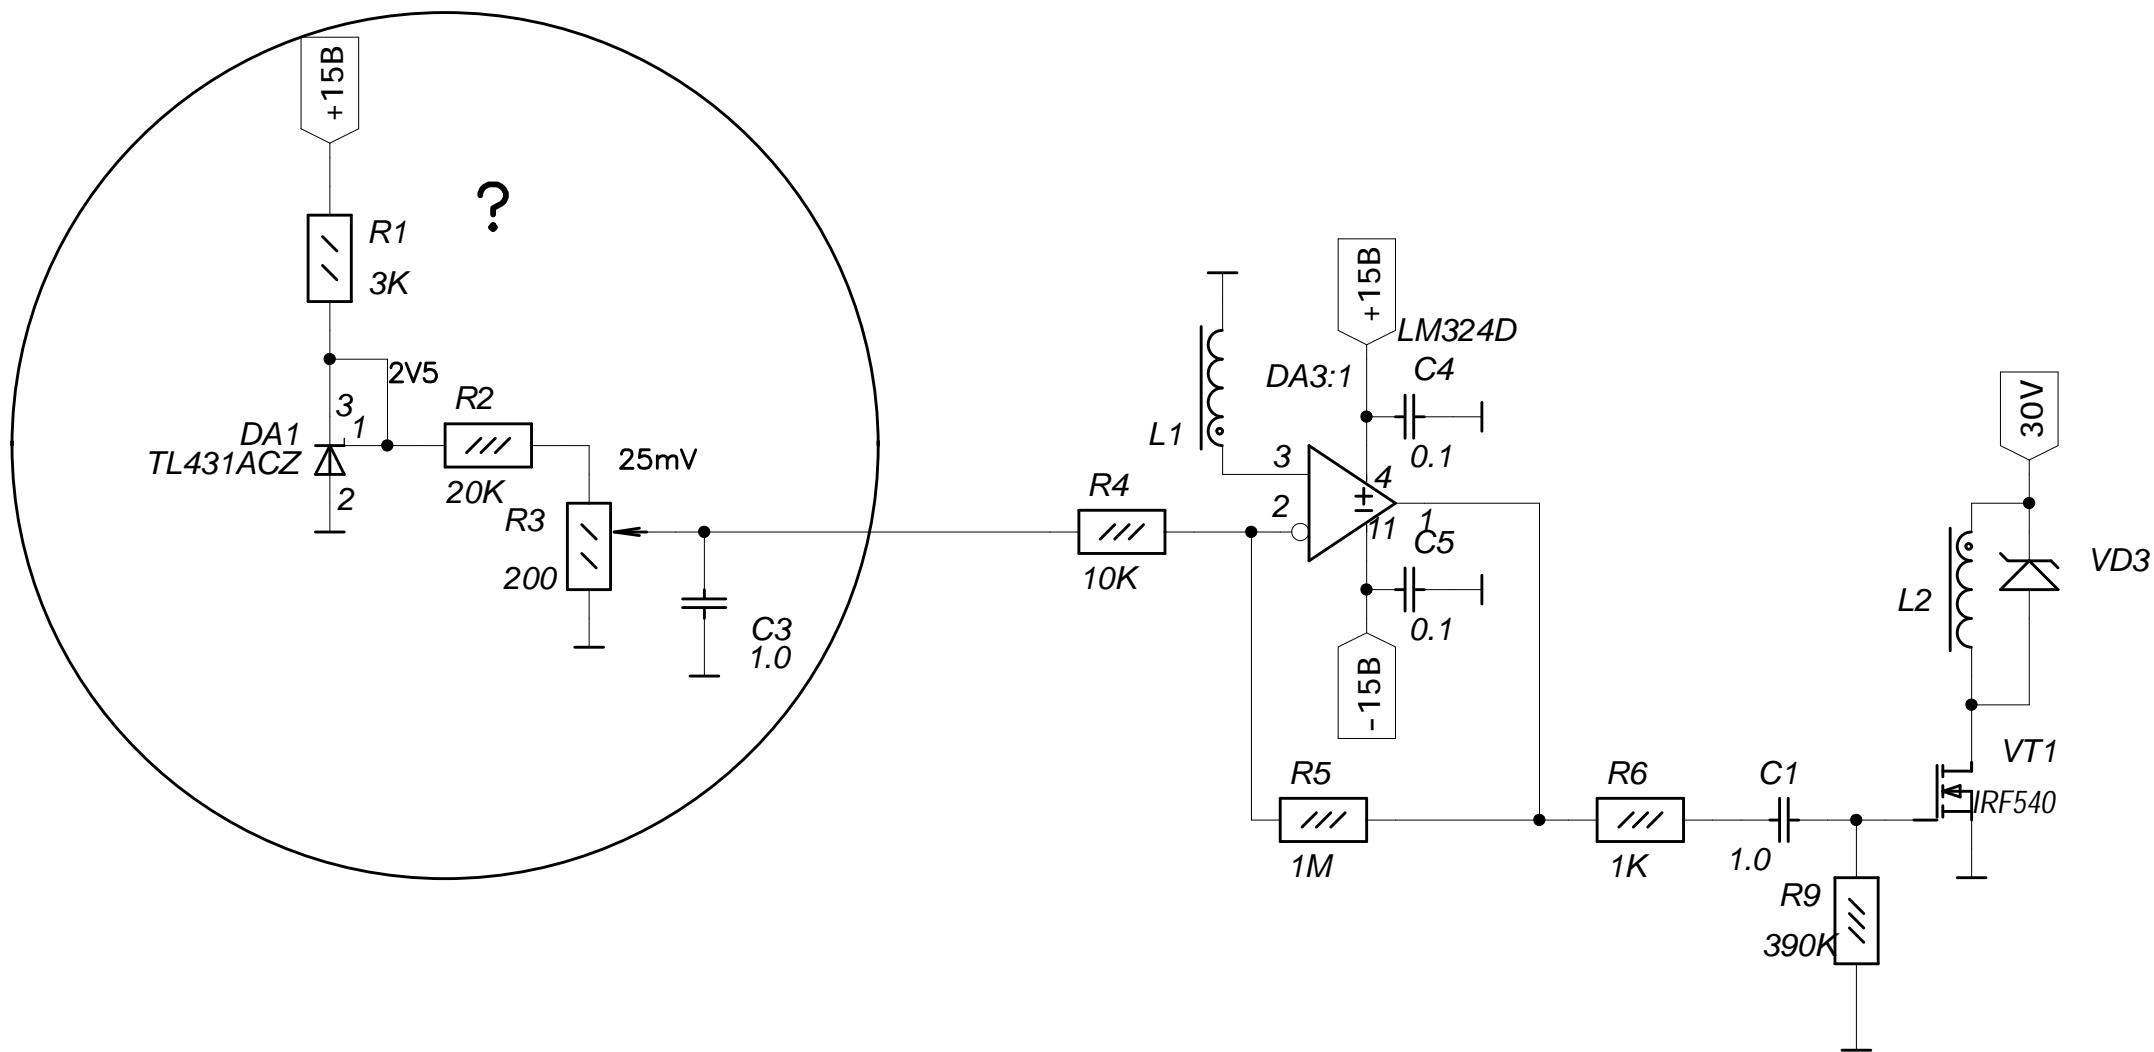 +15В
?
R1
3K
2V5
3
1
DA1
TL431ACZ
2
R2
20K
25mV
R3
200
C3
1.0
R4
10K
L1
+15В
LM324D
DA3:1
C4
0.1
3
2
4
11
1
C5
0.1
-15В
R5
1M
R6
1K
C1
1.0
R9
390K
30V
L2
VD3
VT1
IRF540